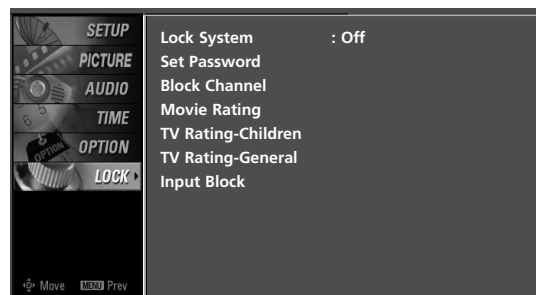 SETUP
PICTURE
AUDIO
TIME
OPTION
LOCK
Lock System : Off
Set Password
Block Channel
Movie Rating
TV Rating-Children
TV Rating-General
Input Block
Move MENU Prev